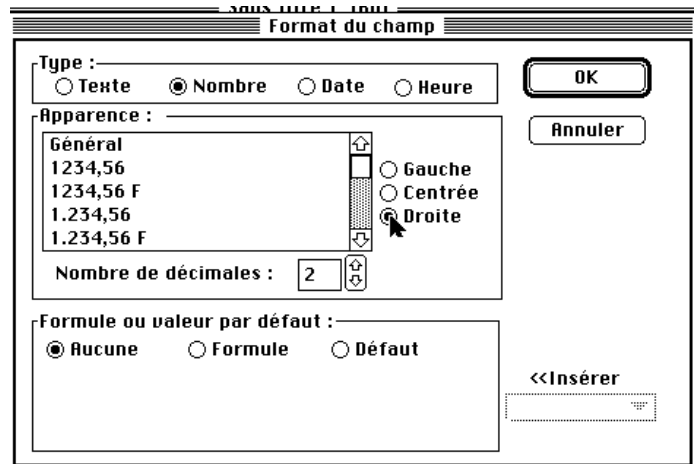 Format du champ
Type :
Texte Nombre Date Heure
OK
Apparence :
Annuler
Général
1234,56
1234,56 F
1.234,56
1.234,56 F
Gauche
Centrée
Droite
Nombre de décimales : 2
Formule ou valeur par défaut :
Aucune Formule Défaut
<<Insérer